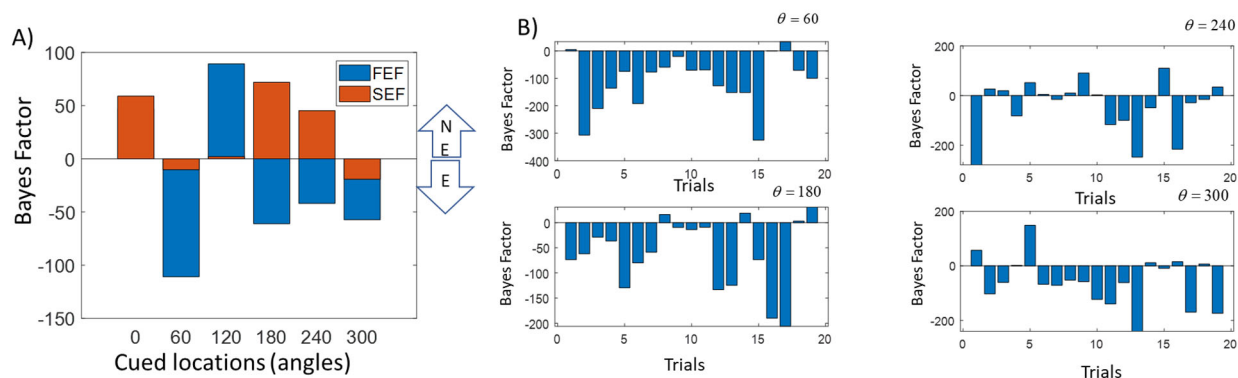 A)
100
50
0
-50
-100
-150
Bayes Factor
FEF
SEF
0 60 120 180 240 300
Cued locations (angles)
N
E
E
B)
θ = 60
0
-100
-200
-300
-400
Bayes Factor
0 5 10 15 20
Trials
θ = 180
0
-50
-100
-150
-200
Bayes Factor
0 5 10 15 20
Trials
θ = 240
200
0
-200
Bayes Factor
0 5 10 15 20
Trials
θ = 300
200
0
-200
Bayes Factor
0 5 10 15 20
Trials